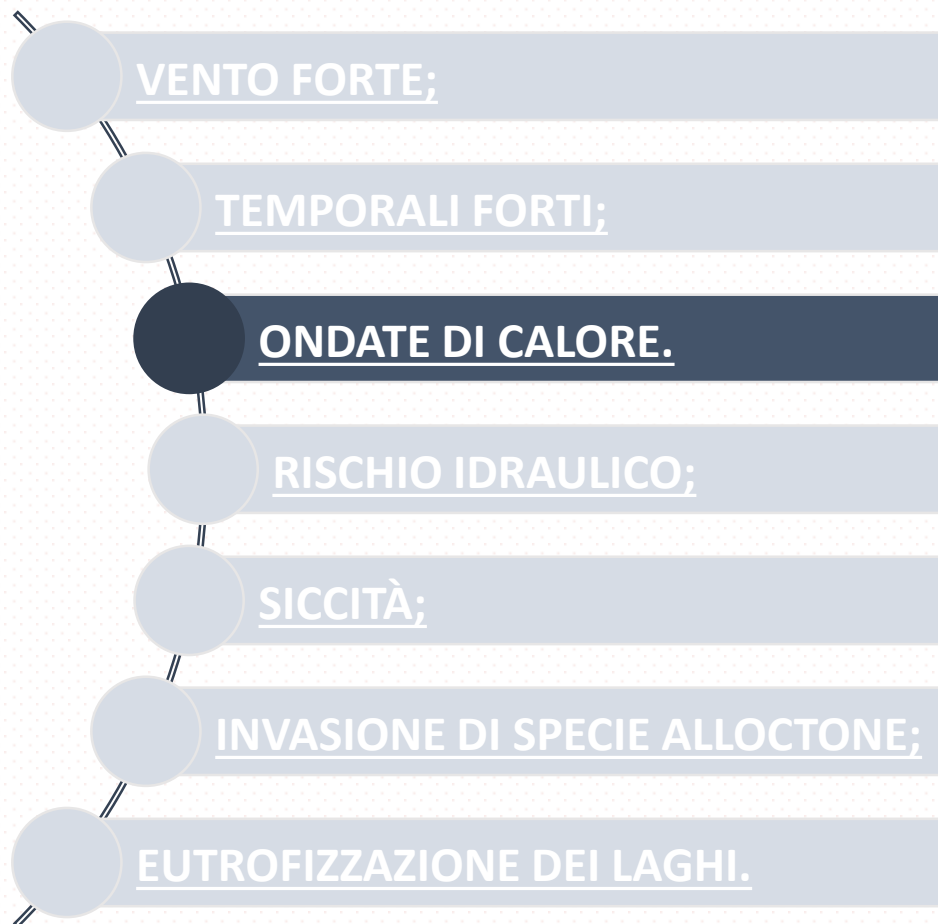 VENTO FORTE;
TEMPORALI FORTI;
ONDATE DI CALORE.
RISCHIO IDRAULICO;
SICCITÀ;
INVASIONE DI SPECIE ALLOCTONE;
EUTROFIZZAZIONE DEI LAGHI.